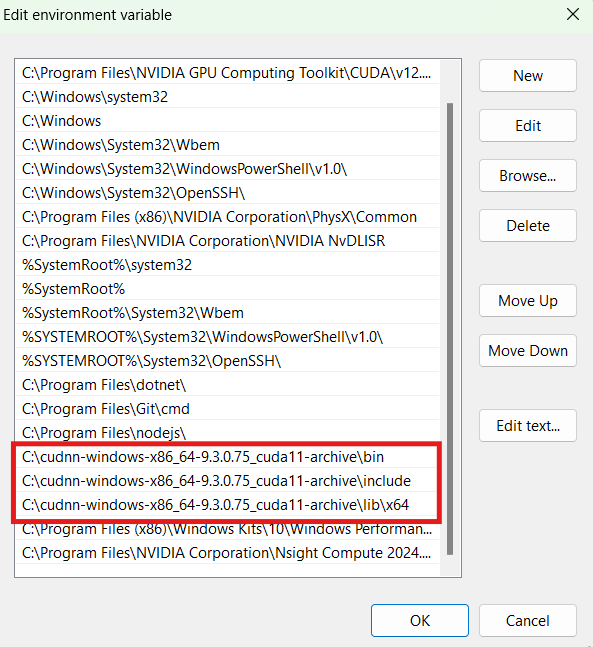 Edit environment variable
C:\Program Files\NVIDIA GPU Computing Toolkit\CUDA\v12....
C:\Windows\system32
C:\Windows
C:\Windows\System32\Wbem
C:\Windows\System32\WindowsPowerShell\v1.0\
C:\Windows\System32\OpenSSH\
C:\Program Files (x86)\NVIDIA Corporation\PhysX\Common
C:\Program Files\NVIDIA Corporation\NVIDIA NvDLISR
%SystemRoot%\system32
%SystemRoot%
%SystemRoot%\System32\Wbem
%SYSTEMROOT%\System32\WindowsPowerShell\v1.0\
%SYSTEMROOT%\System32\OpenSSH\
C:\Program Files\dotnet\
C:\Program Files\Git\cmd
C:\Program Files\nodejs\
C:\cudnn-windows-x86_64-9.3.0.75_cuda11-archive\bin
C:\cudnn-windows-x86_64-9.3.0.75_cuda11-archive\include
C:\cudnn-windows-x86_64-9.3.0.75_cuda11-archive\lib\x64
C:\Program Files (x86)\Windows Kits\10\Windows Performan...
C:\Program Files\NVIDIA Corporation\Nsight Compute 2024....
New
Edit
Browse...
Delete
Move Up
Move Down
Edit text...
OK
Cancel